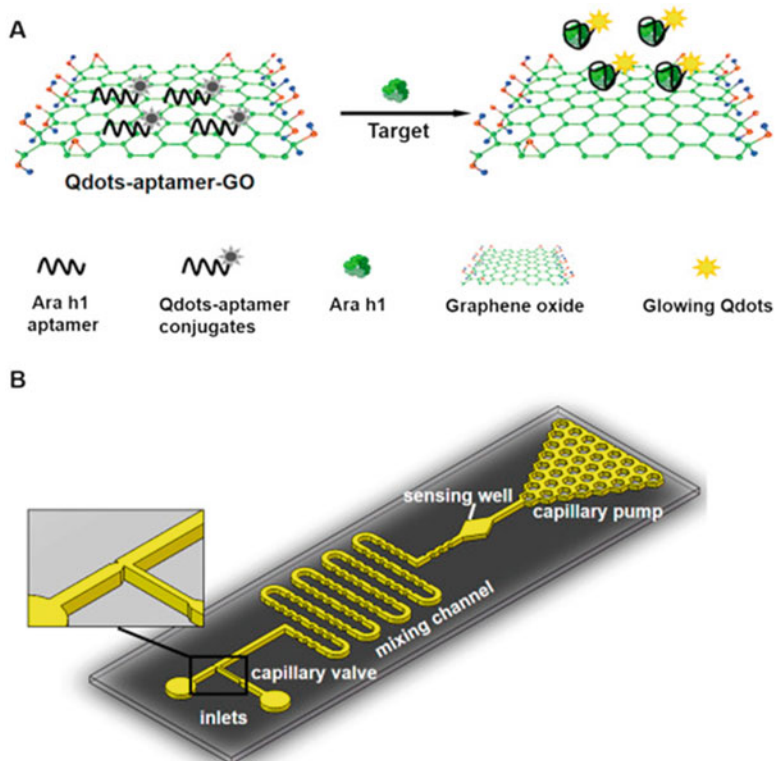 A
Target
Qdots-aptamer-GO
Ara h1
aptamer
Qdots-aptamer
conjugates
Ara h1
Graphene oxide
Glowing Qdots
B
sensing well
capillary pump
mixing channel
capillary valve
inlets